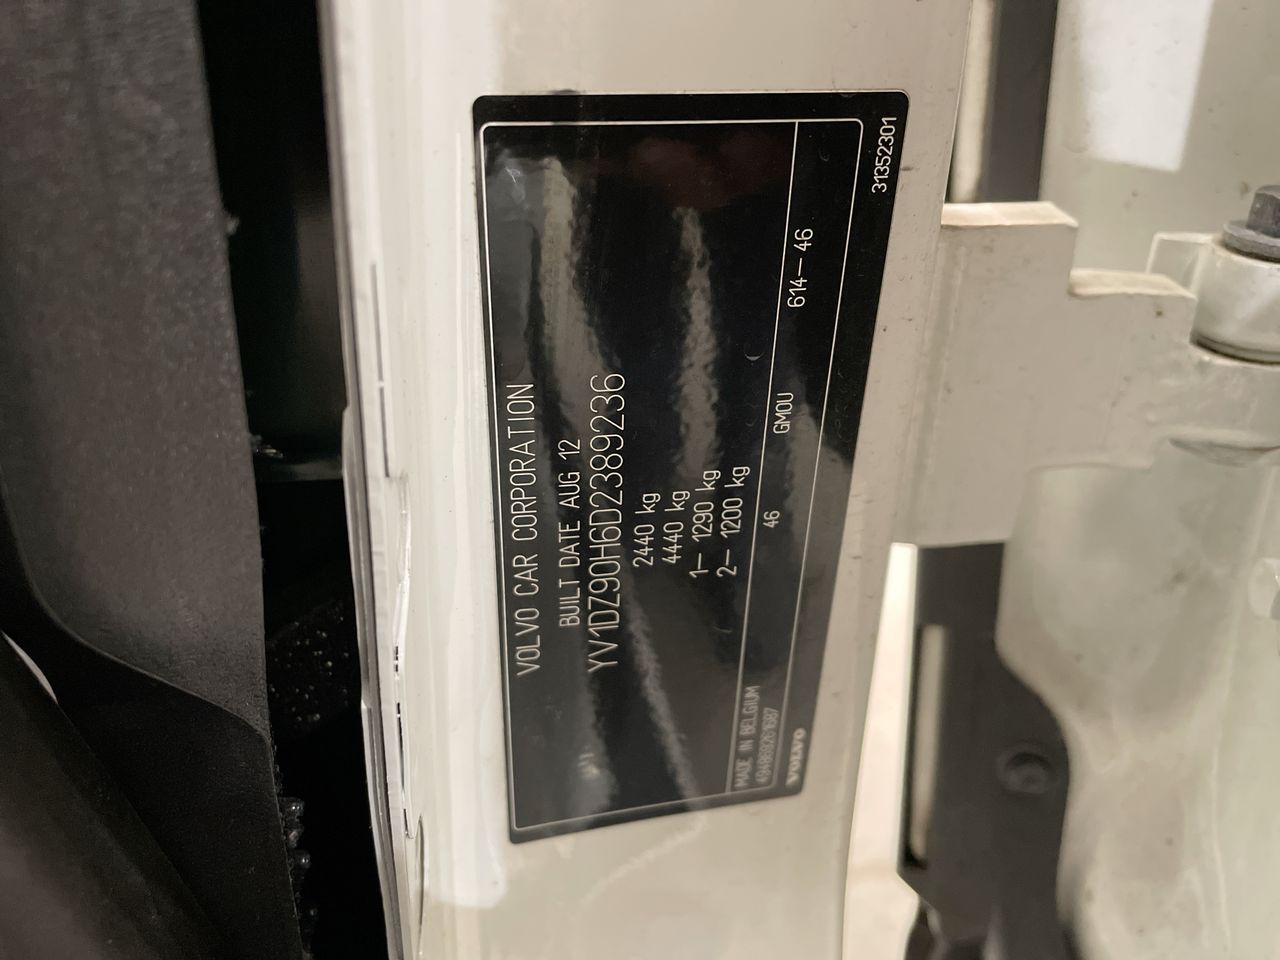 VOLVO CAR CORPORATION
BUILT DATE AUG 12
YV1DZ90H6D2389236
2440 kg
4440 kg
1– 1290 kg
2– 1200 kg
MADE IN BELGIUM
46 GM0U 614–46
VOLVO
31352301